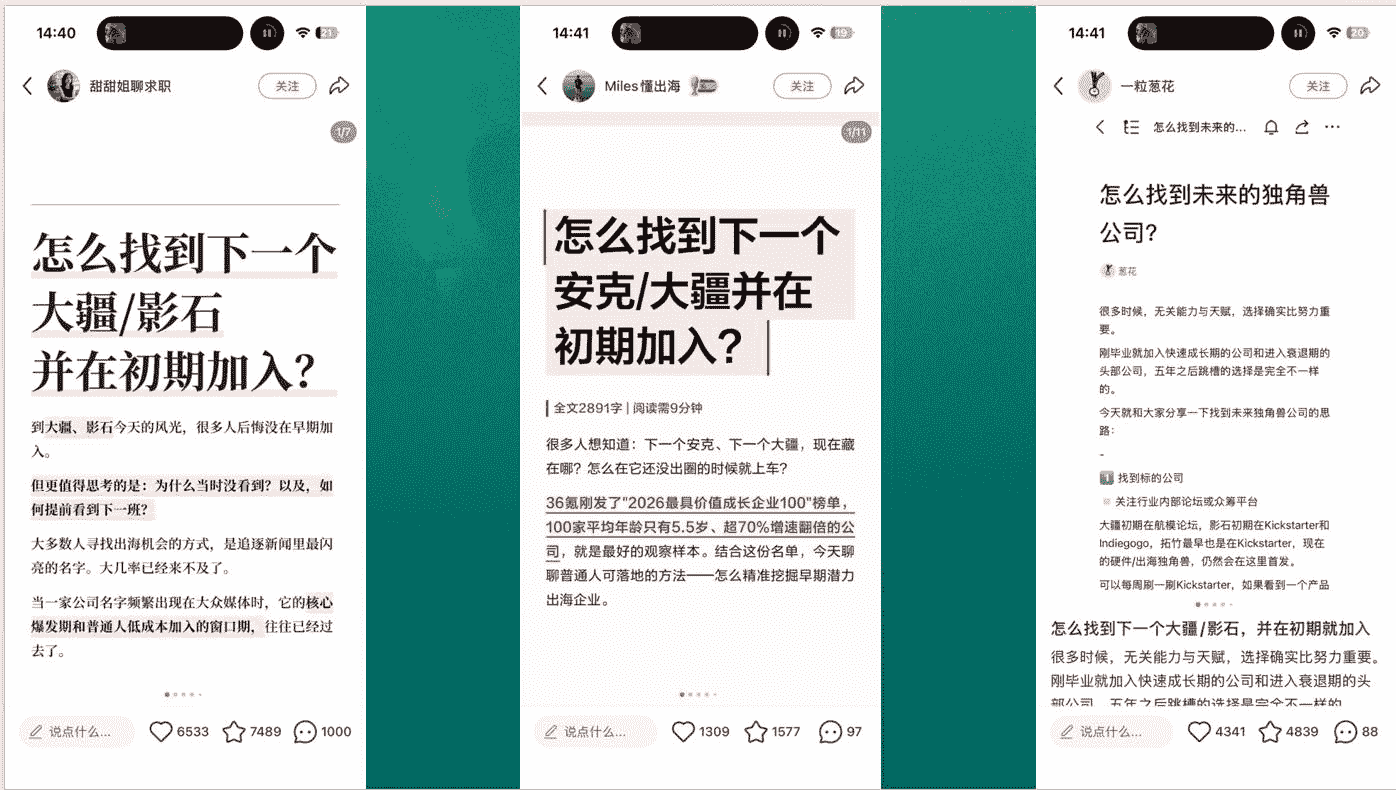 14:40
21
甜甜姐聊求职
关注
1/7
怎么找到下一个
大疆/影石
并在初期加入？
到大疆、影石今天的风光，很多人后悔没在早期加
入。
但更值得思考的是：为什么当时没看到？以及，如
何提前看到下一班？
大多数人寻找出海机会的方式，是追逐新闻里最闪
亮的名字。大几率已经来不及了。
当一家公司名字频繁出现在大众媒体时，它的核心
爆发期和普通人低成本加入的窗口期，往往已经过
去了。
说点什么...
6533
7489
1000
14:41
19
Miles懂出海
关注
1/11
怎么找到下一个
安克/大疆并在
初期加入？
全文2891字 | 阅读需9分钟
很多人想知道：下一个安克、下一个大疆，现在藏
在哪？怎么在它还没出圈的时候就上车？
36氪刚发了"2026最具价值成长企业100"榜单，
100家平均年龄只有5.5岁、超70%增速翻倍的公
司，就是最好的观察样本。结合这份名单，今天聊
聊普通人可落地的方法——怎么精准挖掘早期潜力
出海企业。
说点什么...
1309
1577
97
14:41
20
一粒葱花
关注
怎么找到未来的...
怎么找到未来的独角兽
公司？
葱花
很多时候，无关能力与天赋，选择确实比努力重
要。
刚毕业就加入快速成长期的公司和进入衰退期的
头部公司，五年之后跳槽的选择是完全不一样
的。
今天就和大家分享一下找到未来独角兽公司的思
路：
-
1 找到标的公司
关注行业内部论坛或众筹平台
大疆初期在航模论坛，影石初期在Kickstarter和
Indiegogo，拓竹最早也是在Kickstarter，现在
的硬件/出海独角兽，仍然会在这里首发。
可以每周刷一刷Kickstarter，如果看到一个产品
怎么找到下一个大疆/影石，并在初期就加入
很多时候，无关能力与天赋，选择确实比努力重要。
刚毕业就加入快速成长期的公司和进入衰退期的头
部公司，五年之后跳槽的选择是完全不一样的
说点什么...
4341
4839
88